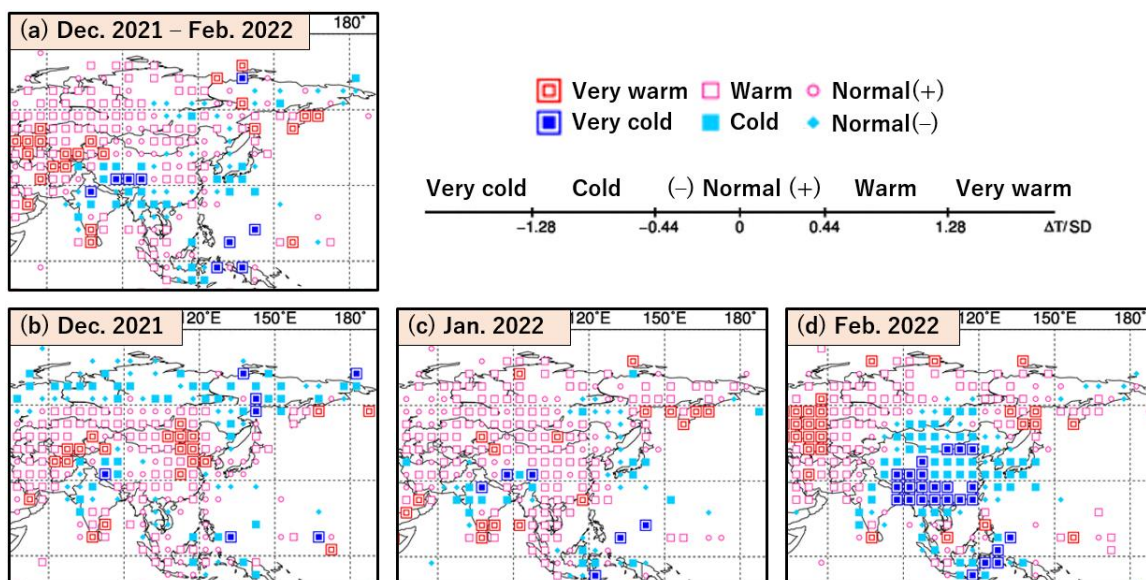 (a) Dec. 2021 – Feb. 2022
180°
Very warm Warm Normal(+)
Very cold Cold Normal(-)
Very cold Cold (-) Normal (+) Warm Very warm
-1.28 -0.44 0 0.44 1.28 ΔT/SD
(b) Dec. 2021
120°E 150°E 180°
(c) Jan. 2022
120°E 150°E 180°
(d) Feb. 2022
120°E 150°E 180°